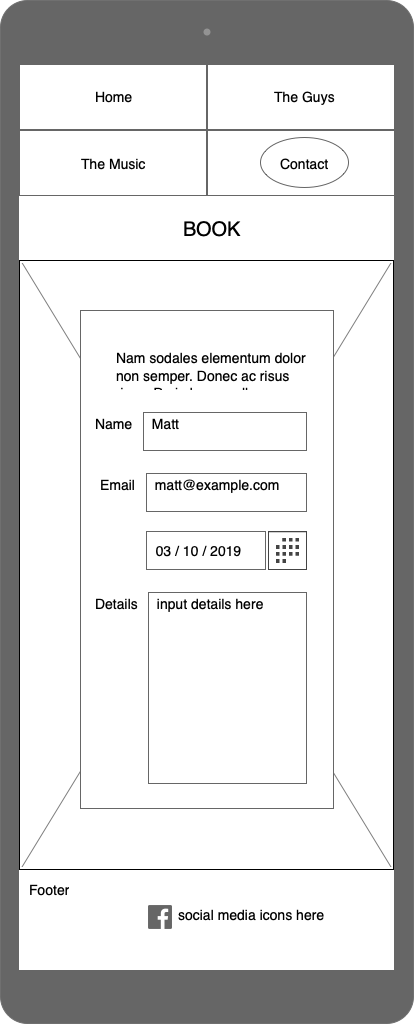 Home
The Guys
The Music
Contact
BOOK
Nam sodales elementum dolor
non semper. Donec ac risus
Name
Matt
Email
matt@example.com
03 / 10 / 2019
Details
input details here
Footer
social media icons here